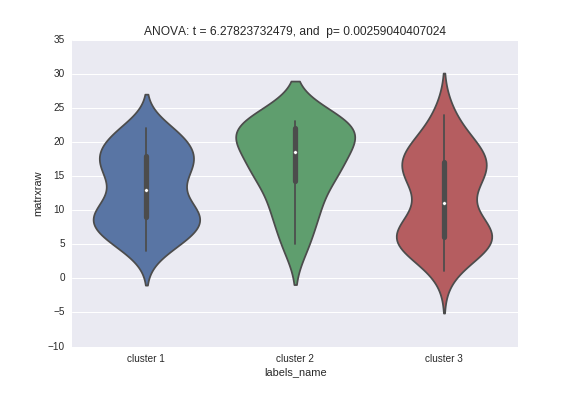 ANOVA: t = 6.27823732479, and  p= 0.00259040407024
35
30
25
20
15
10
5
0
−5
−10
matrxraw
cluster 1
cluster 2
cluster 3
labels_name